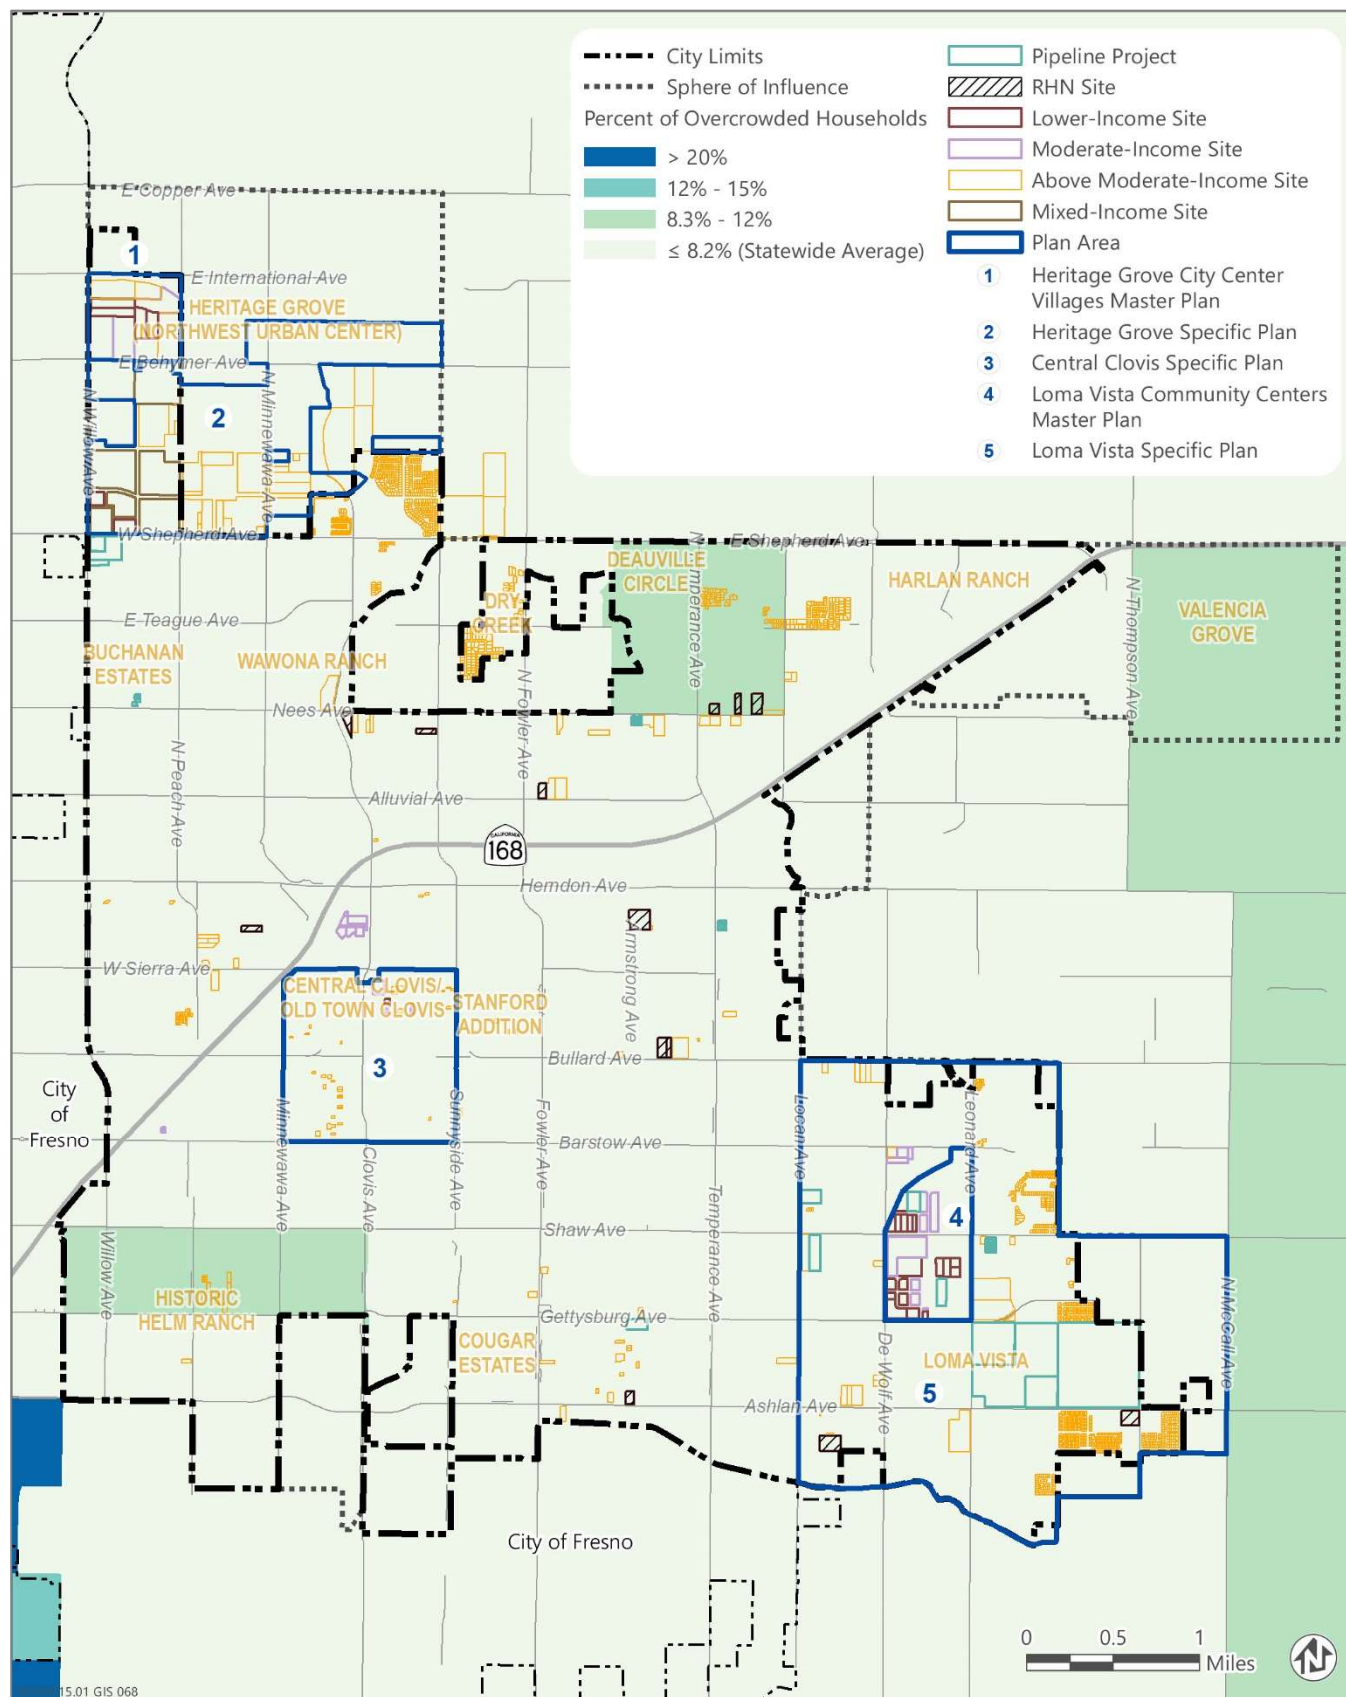 City Limits
Sphere of Influence
Percent of Overcrowded Households
> 20%
12% - 15%
8.3% - 12%
≤ 8.2% (Statewide Average)
Pipeline Project
RHN Site
Lower-Income Site
Moderate-Income Site
Above Moderate-Income Site
Mixed-Income Site
Plan Area
1 Heritage Grove City Center
Villages Master Plan
2 Heritage Grove Specific Plan
3 Central Clovis Specific Plan
4 Loma Vista Community Centers
Master Plan
5 Loma Vista Specific Plan
E Copper Ave
1
E International Ave
HERITAGE GROVE
(NORTHWEST URBAN CENTER)
E Behymer Ave
N Willow Ave
N Minnewawa Ave
2
W Shepherd Ave
E Shepherd Ave
N Temperance Ave
DEAUVILLE
CIRCLE
HARLAN RANCH
N Thompson Ave
VALENCIA
GROVE
E Teague Ave
DRY
CREEK
BUCHANAN
ESTATES
WAWONA RANCH
N Fowler Ave
Nees Ave
N Peach Ave
Alluvial Ave
CALIFORNIA
168
Herndon Ave
Armstrong Ave
W Sierra Ave
CENTRAL CLOVIS/
OLD TOWN CLOVIS
STANFORD
ADDITION
3
Bullard Ave
City
of
Fresno
Minnewawa Ave
Clovis Ave
Sunnyside Ave
Fowler Ave
Barstow Ave
Temperance Ave
Locan Ave
Leonard Ave
4
Shaw Ave
Willow Ave
HISTORIC
HELM RANCH
Gettysburg Ave
COUGAR
ESTATES
De Wolf Ave
LOMA VISTA
5
N McCall Ave
Ashlan Ave
City of Fresno
0 0.5 1
Miles
N
15.01 GIS 068